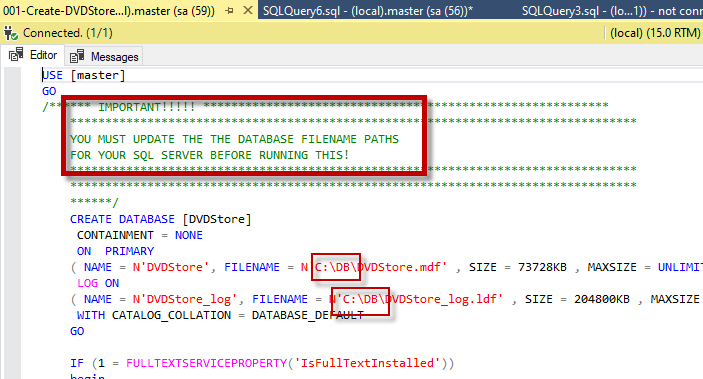 001-Create-DVDStore...l).master (sa (59))
SQLQuery6.sql - (local).master (sa (56))*
SQLQuery3.sql - (lo...1)) - not conn
Connected. (1/1)
(local) (15.0 RTM)
Editor
Messages
USE [master]
GO
/****** IMPORTANT!!!!! ******************************************************
************************************************************************
YOU MUST UPDATE THE THE DATABASE FILENAME PATHS
FOR YOUR SQL SERVER BEFORE RUNNING THIS!
************************************************************************
************************************************************************
******/
CREATE DATABASE [DVDStore]
CONTAINMENT = NONE
ON PRIMARY
( NAME = N'DVDStore', FILENAME = N'C:\DB\DVDStore.mdf' , SIZE = 73728KB , MAXSIZE = UNLIMIT
LOG ON
( NAME = N'DVDStore_log', FILENAME = N'C:\DB\DVDStore_log.ldf' , SIZE = 204800KB , MAXSIZE
WITH CATALOG_COLLATION = DATABASE_DEFAULT
GO
IF (1 = FULLTEXTSERVICEPROPERTY('IsFullTextInstalled'))
begin